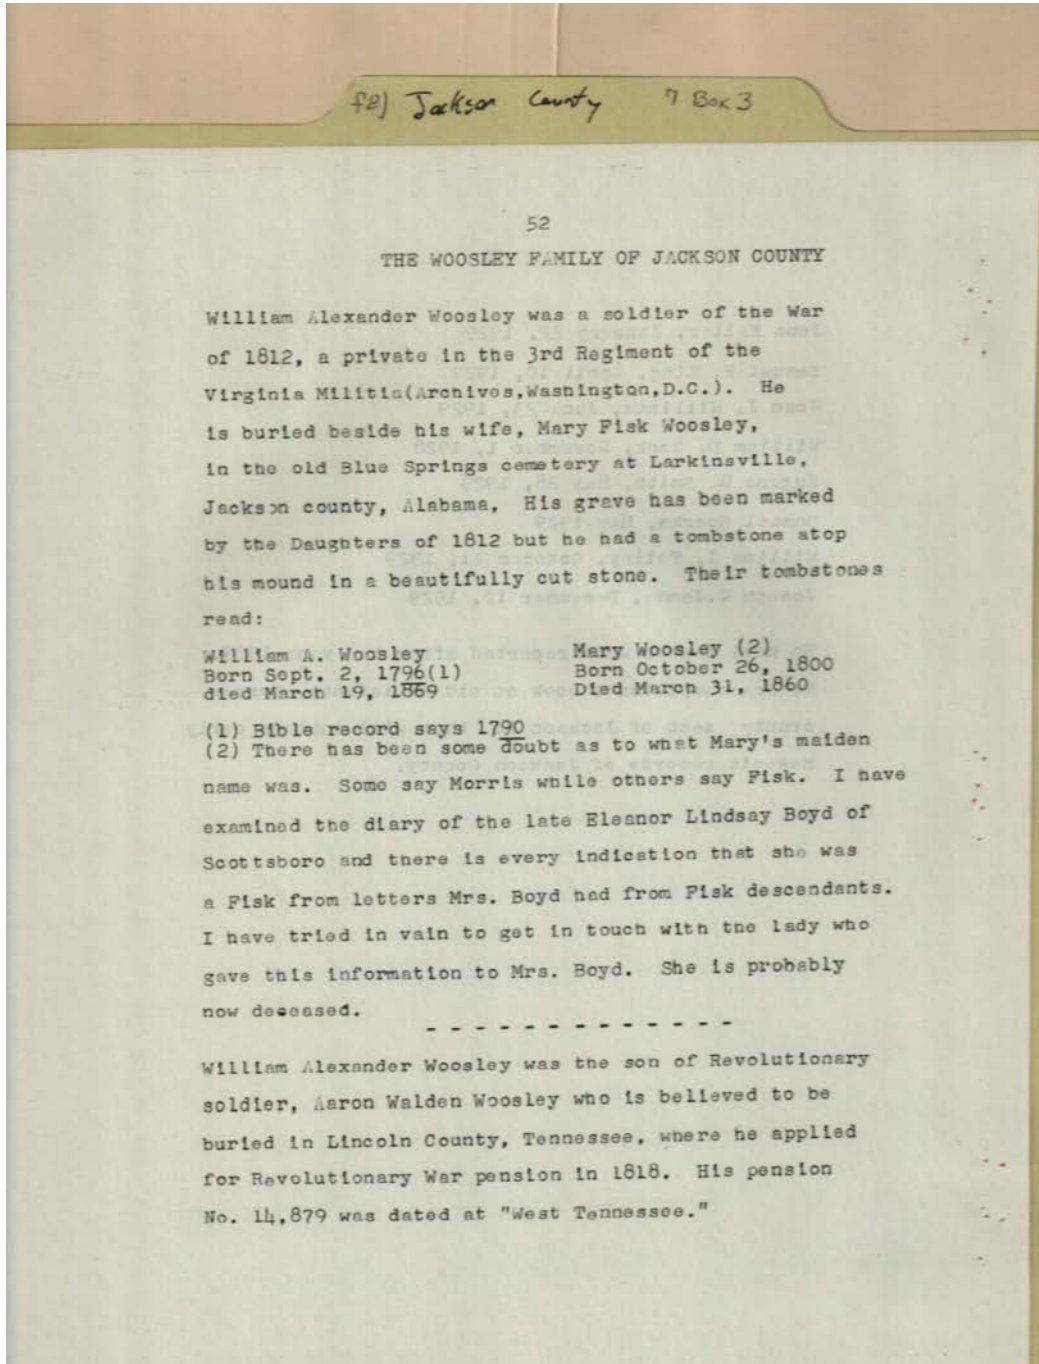 f2) Jackson County 7 Box 3
52
THE WOOSLEY FAMILY OF JACKSON COUNTY
William Alexander Woosley was a soldier of the War
of 1812, a private in the 3rd Regiment of the
Virginia Militia(Archives,Washington,D.C.). He
is buried beside his wife, Mary Fisk Woosley,
in the old Blue Springs cemetery at Larkinsville,
Jackson county, Alabama, His grave has been marked
by the Daughters of 1812 but he had a tombstone atop
his mound in a beautifully cut stone. Their tombstones
read:
William A. Woosley Mary Woosley (2)
Born Sept. 2, 1796(1) Born October 26, 1800
died March 19, 1869 Died March 31, 1860
(1) Bible record says 1790
(2) There has been some doubt as to what Mary's maiden
name was. Some say Morris while others say Fisk. I have
examined the diary of the late Eleanor Lindsay Boyd of
Scottsboro and there is every indication that she was
a Fisk from letters Mrs. Boyd had from Fisk descendants.
I have tried in vain to get in touch with the lady who
gave this information to Mrs. Boyd. She is probably
now deceased.
- - - - - - - - - - - - -
William Alexander Woosley was the son of Revolutionary
soldier, Aaron Walden Woosley who is believed to be
buried in Lincoln County, Tennessee, where he applied
for Revolutionary War pension in 1818. His pension
No. 14,879 was dated at "West Tennessee."